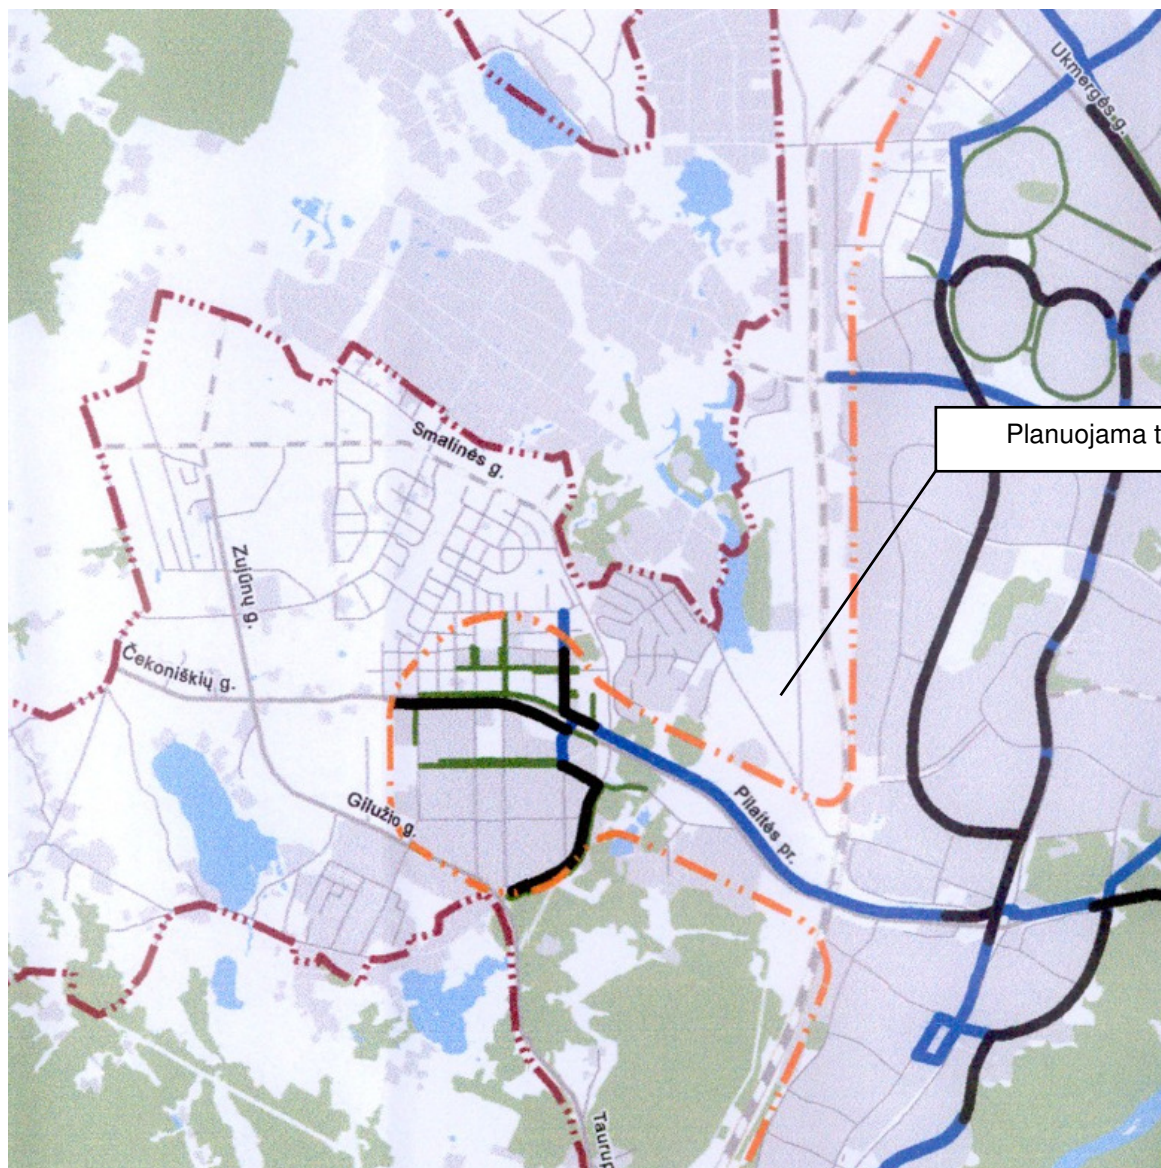 Ukmergės g.
Planuojama t
Smalinės g.
Zujūnų g.
Čekoniškių g.
Gilužio g.
Pilaitės pr.
Taurup